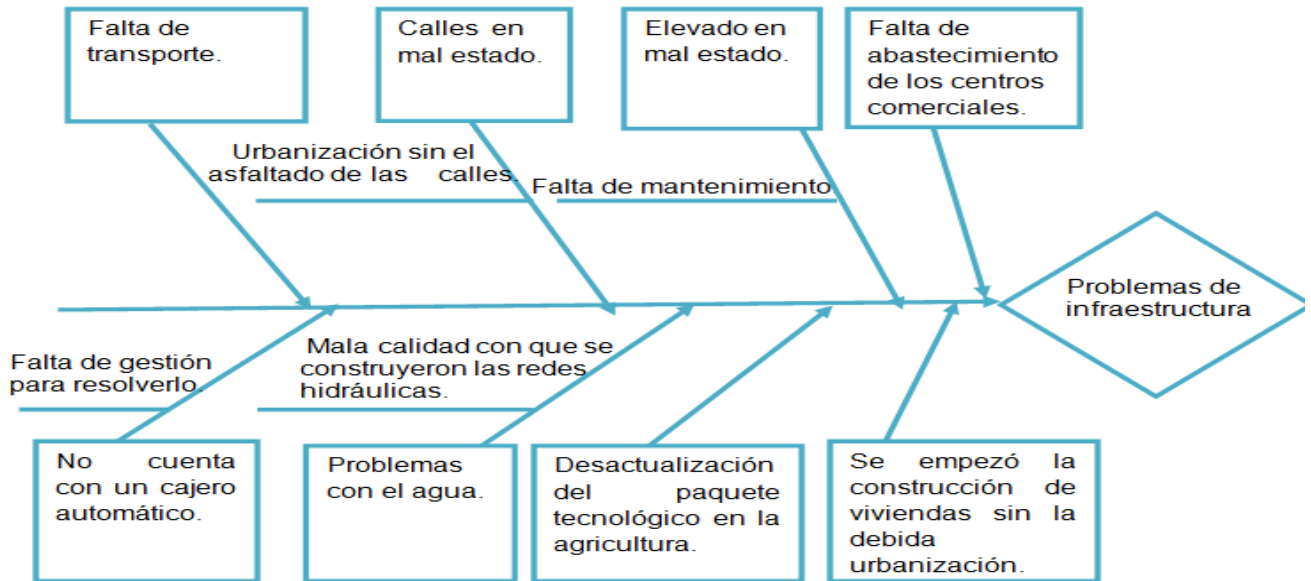 Falta de
transporte.
Calles en
mal estado.
Elevado en
mal estado.
Falta de
abastecimiento
de los centros
comerciales.
Urbanización sin el
asfaltado de las calles.
Falta de mantenimiento
Problemas de
infraestructura
Falta de gestión
para resolverlo.
Mala calidad con que se
construyeron las redes
hidráulicas.
No cuenta
con un cajero
automático.
Problemas
con el agua.
Desactualización
del paquete
tecnológico en la
agricultura.
Se empezó la
construcción de
viviendas sin la
debida
urbanización.